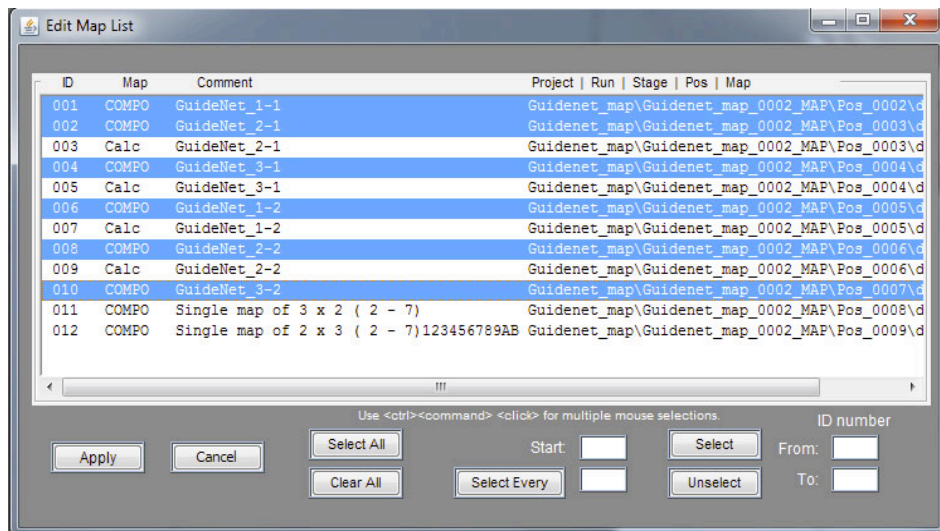 Edit Map List
ID Map Comment Project | Run | Stage | Pos | Map
001 COMPO GuideNet_1-1 Guidenet_map\Guidenet_map_0002_MAP\Pos_0002\d
002 COMPO GuideNet_2-1 Guidenet_map\Guidenet_map_0002_MAP\Pos_0003\d
003 Calc GuideNet_2-1 Guidenet_map\Guidenet_map_0002_MAP\Pos_0003\d
004 COMPO GuideNet_3-1 Guidenet_map\Guidenet_map_0002_MAP\Pos_0004\d
005 Calc GuideNet_3-1 Guidenet_map\Guidenet_map_0002_MAP\Pos_0004\d
006 COMPO GuideNet_1-2 Guidenet_map\Guidenet_map_0002_MAP\Pos_0005\d
007 Calc GuideNet_1-2 Guidenet_map\Guidenet_map_0002_MAP\Pos_0005\d
008 COMPO GuideNet_2-2 Guidenet_map\Guidenet_map_0002_MAP\Pos_0006\d
009 Calc GuideNet_2-2 Guidenet_map\Guidenet_map_0002_MAP\Pos_0006\d
010 COMPO GuideNet_3-2 Guidenet_map\Guidenet_map_0002_MAP\Pos_0007\d
011 COMPO Single map of 3 x 2 ( 2 - 7) Guidenet_map\Guidenet_map_0002_MAP\Pos_0008\d
012 COMPO Single map of 2 x 3 ( 2 - 7)123456789AB Guidenet_map\Guidenet_map_0002_MAP\Pos_0009\d
Use <ctrl><command> <click> for multiple mouse selections.
ID number
Apply Cancel Select All Start: Select From:
Clear All Select Every Unselect To: